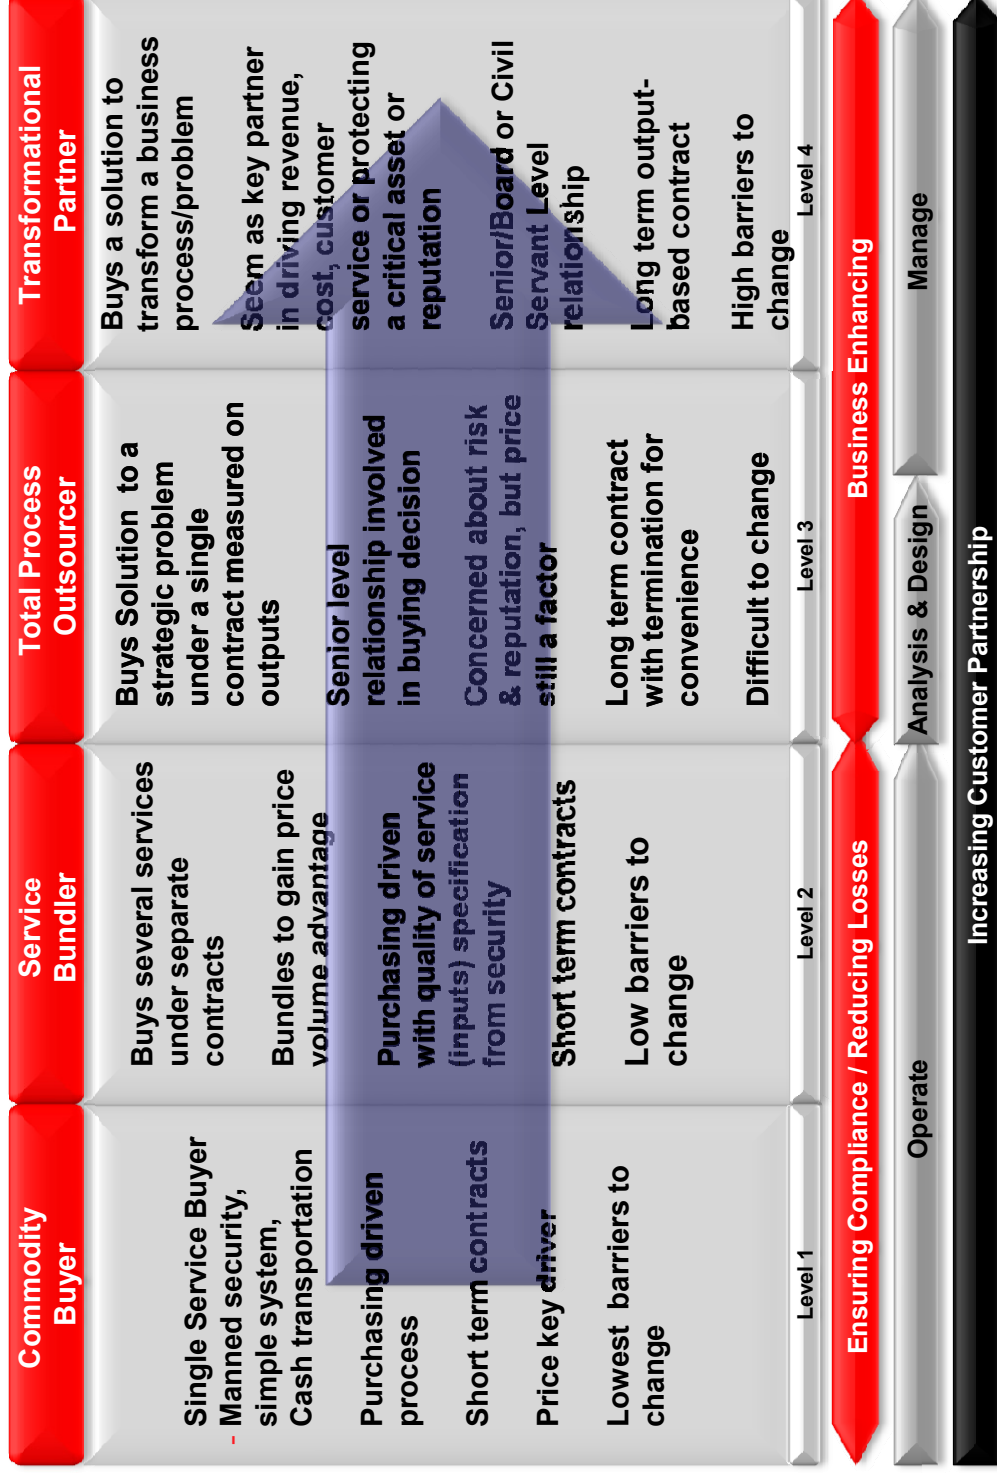 Commodity
Buyer
Single Service Buyer
- Manned security,
simple system,
Cash transportation
Purchasing driven
process
Short term contracts
Price key driver
Lowest barriers to
change
Level 1
Service
Bundler
Buys several services
under separate
contracts
Bundles to gain price
volume advantage
Purchasing driven
with quality of service
(inputs) specification
from security
Short term contracts
Low barriers to
change
Level 2
Total Process
Outsourcer
Buys Solution to a
strategic problem
under a single
contract measured on
outputs
Senior level
relationship involved
in buying decision
Concerned about risk
& reputation, but price
still a factor
Long term contract
with termination for
convenience
Difficult to change
Level 3
Transformational
Partner
Buys a solution to
transform a business
process/problem
Seem as key partner
in driving revenue,
cost, customer
service or protecting
a critical asset or
reputation
Senior/Board or Civil
Servant Level
relationship
Long term output-
based contract
High barriers to
change
Level 4
Ensuring Compliance / Reducing Losses
Business Enhancing
Operate
Analysis & Design
Manage
Increasing Customer Partnership